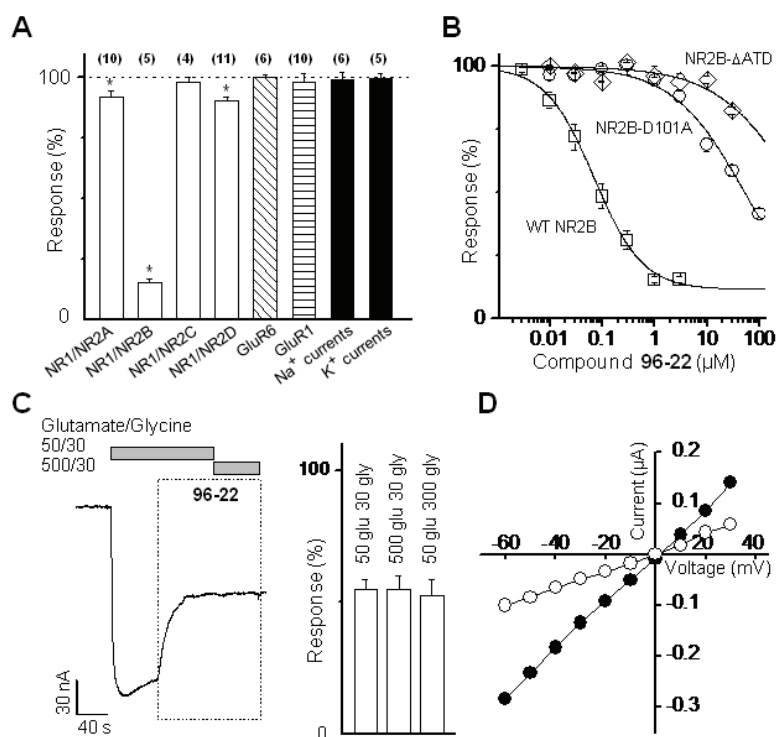 A
(10) (5) (4) (11) (6) (10) (6) (5)
100
* * *
Response (%)
0
NR1/NR2A
NR1/NR2B
NR1/NR2C
NR1/NR2D
GluR6
GluR1
Na+ currents
K+ currents
B
100
NR2B-ΔATD
NR2B-D101A
WT NR2B
Response (%)
0
0.01 0.1 1 10 100
Compound 96-22 (µM)
C
Glutamate/Glycine
50/30
500/30
96-22
30 nA
40 s
100
50 glu 30 gly
500 glu 30 gly
50 glu 300 gly
Response (%)
0
D
0.2
Current (µA)
0.1
-60 -40 -20 20 40
Voltage (mV)
-0.1
-0.2
-0.3